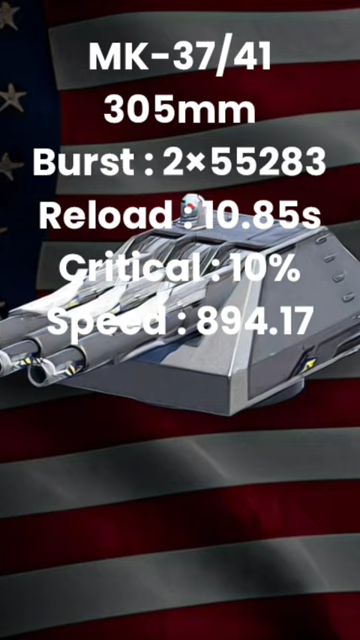 MK-37/41
305mm
Burst : 2×55283
Reload : 10.85s
Critical : 10%
Speed : 894.17